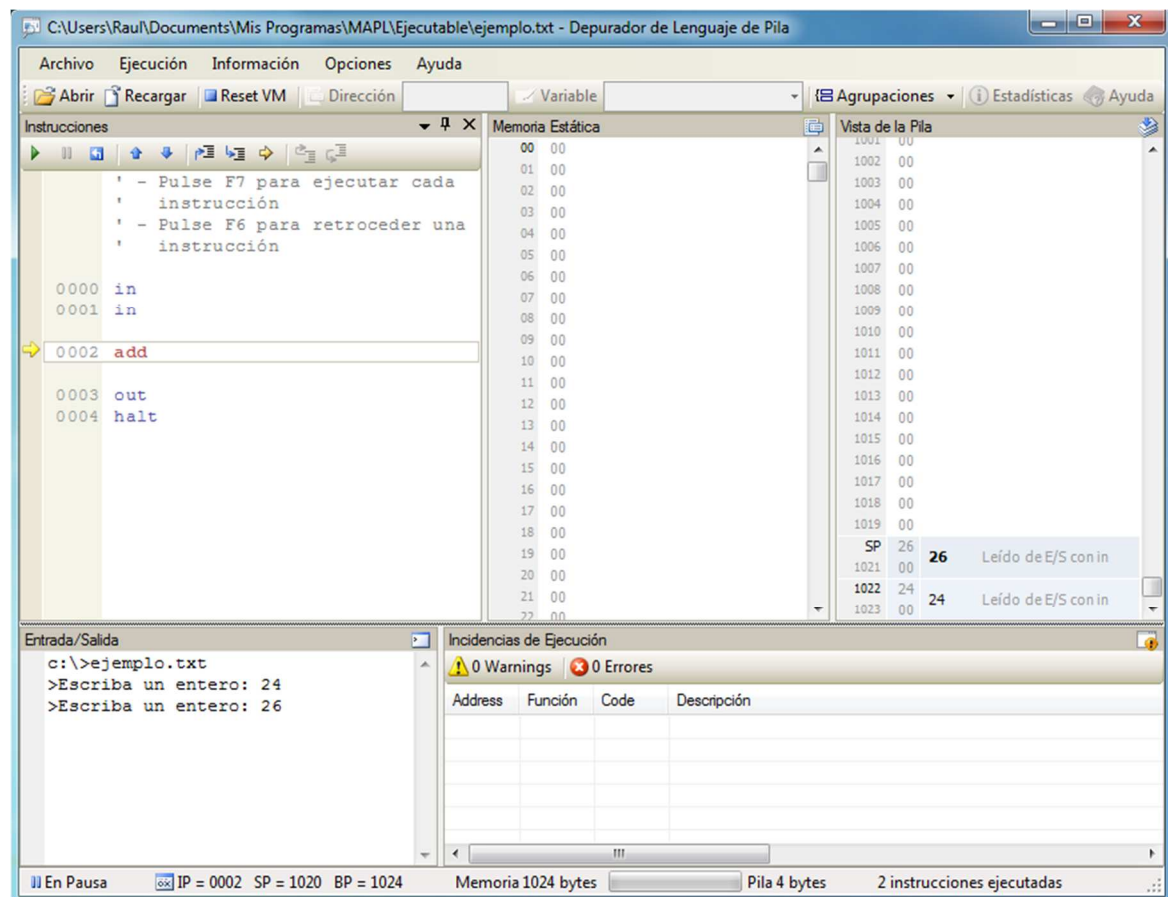 C:\Users\Raul\Documents\Mis Programas\MAPL\Ejecutable\ejemplo.txt - Depurador de Lenguaje de Pila
Archivo Ejecución Información Opciones Ayuda
Abrir Recargar Reset VM Dirección Variable Agrupaciones Estadísticas Ayuda
Instrucciones
' - Pulse F7 para ejecutar cada
' instrucción
' - Pulse F6 para retroceder una
' instrucción
0000 in
0001 in
0002 add
0003 out
0004 halt
Memoria Estática
00 00
01 00
02 00
03 00
04 00
05 00
06 00
07 00
08 00
09 00
10 00
11 00
12 00
13 00
14 00
15 00
16 00
17 00
18 00
19 00
20 00
21 00
22 00
Vista de la Pila
1001 00
1002 00
1003 00
1004 00
1005 00
1006 00
1007 00
1008 00
1009 00
1010 00
1011 00
1012 00
1013 00
1014 00
1015 00
1016 00
1017 00
1018 00
1019 00
SP 26
26 Leído de E/S con in
1021 00
1022 24
24 Leído de E/S con in
1023 00
Entrada/Salida
c:\>ejemplo.txt
>Escriba un entero: 24
>Escriba un entero: 26
Incidencias de Ejecución
0 Warnings 0 Errores
Address Función Code Descripción
En Pausa IP = 0002 SP = 1020 BP = 1024 Memoria 1024 bytes Pila 4 bytes 2 instrucciones ejecutadas